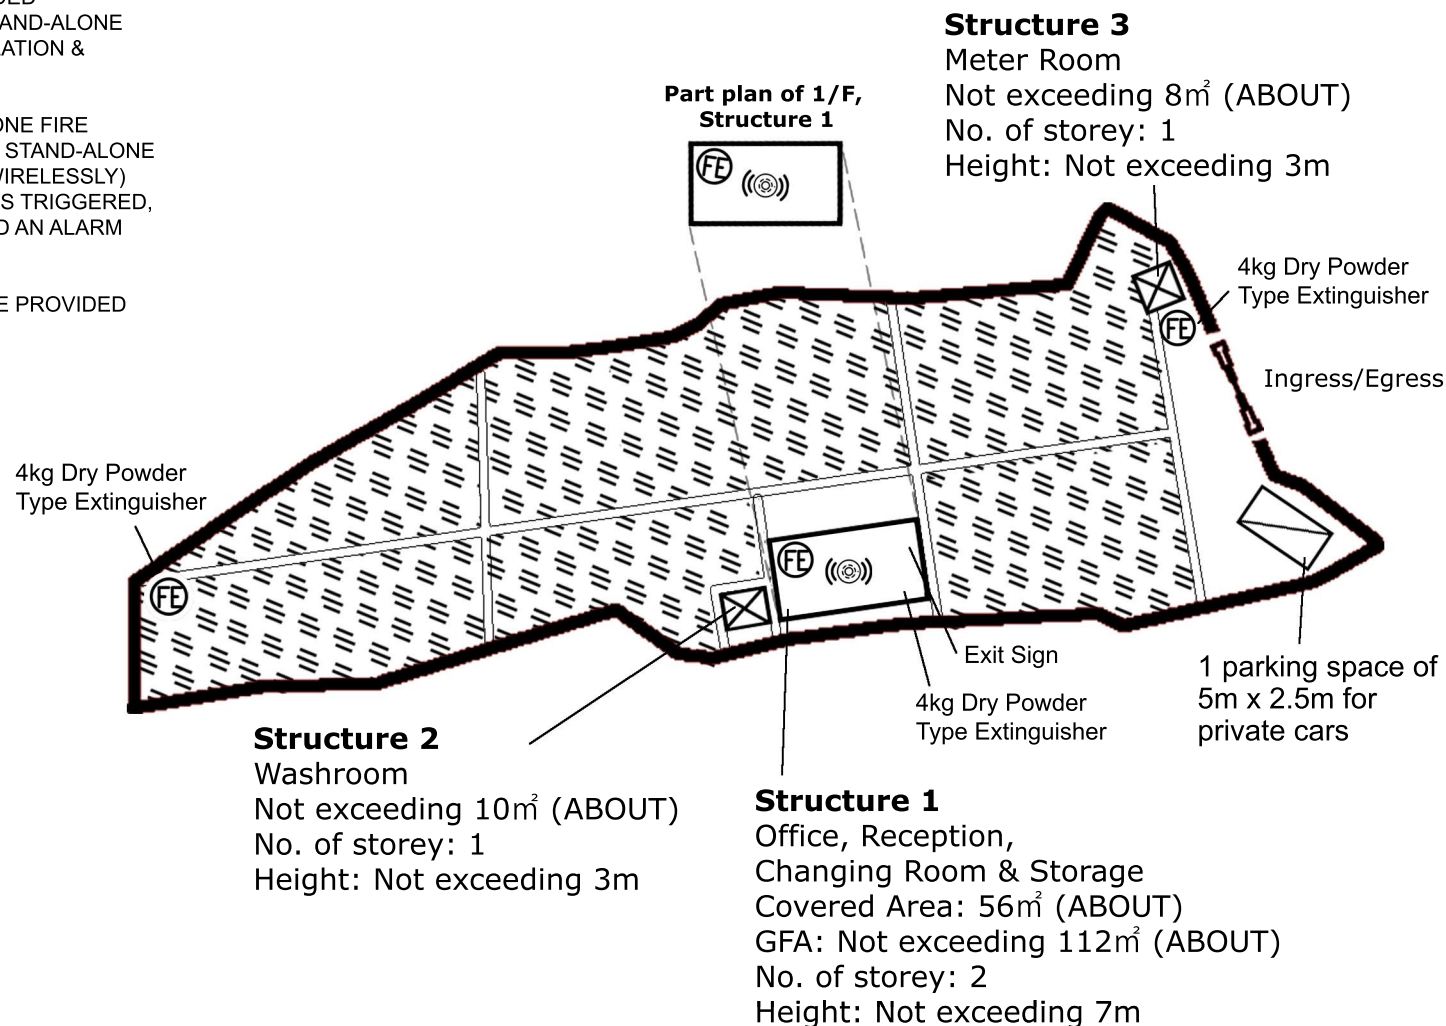 AND-ALONE
ATION &
ONE FIRE
STAND-ALONE
WIRELESSLY)
S TRIGGERED,
D AN ALARM
E PROVIDED
Part plan of 1/F,
Structure 1
FE
Structure 3
Meter Room
Not exceeding 8㎡ (ABOUT)
No. of storey: 1
Height: Not exceeding 3m
4kg Dry Powder
Type Extinguisher
FE
Ingress/Egress
4kg Dry Powder
Type Extinguisher
FE
FE
Exit Sign
4kg Dry Powder
Type Extinguisher
1 parking space of
5m x 2.5m for
private cars
Structure 2
Washroom
Not exceeding 10㎡ (ABOUT)
No. of storey: 1
Height: Not exceeding 3m
Structure 1
Office, Reception,
Changing Room & Storage
Covered Area: 56㎡ (ABOUT)
GFA: Not exceeding 112㎡ (ABOUT)
No. of storey: 2
Height: Not exceeding 7m